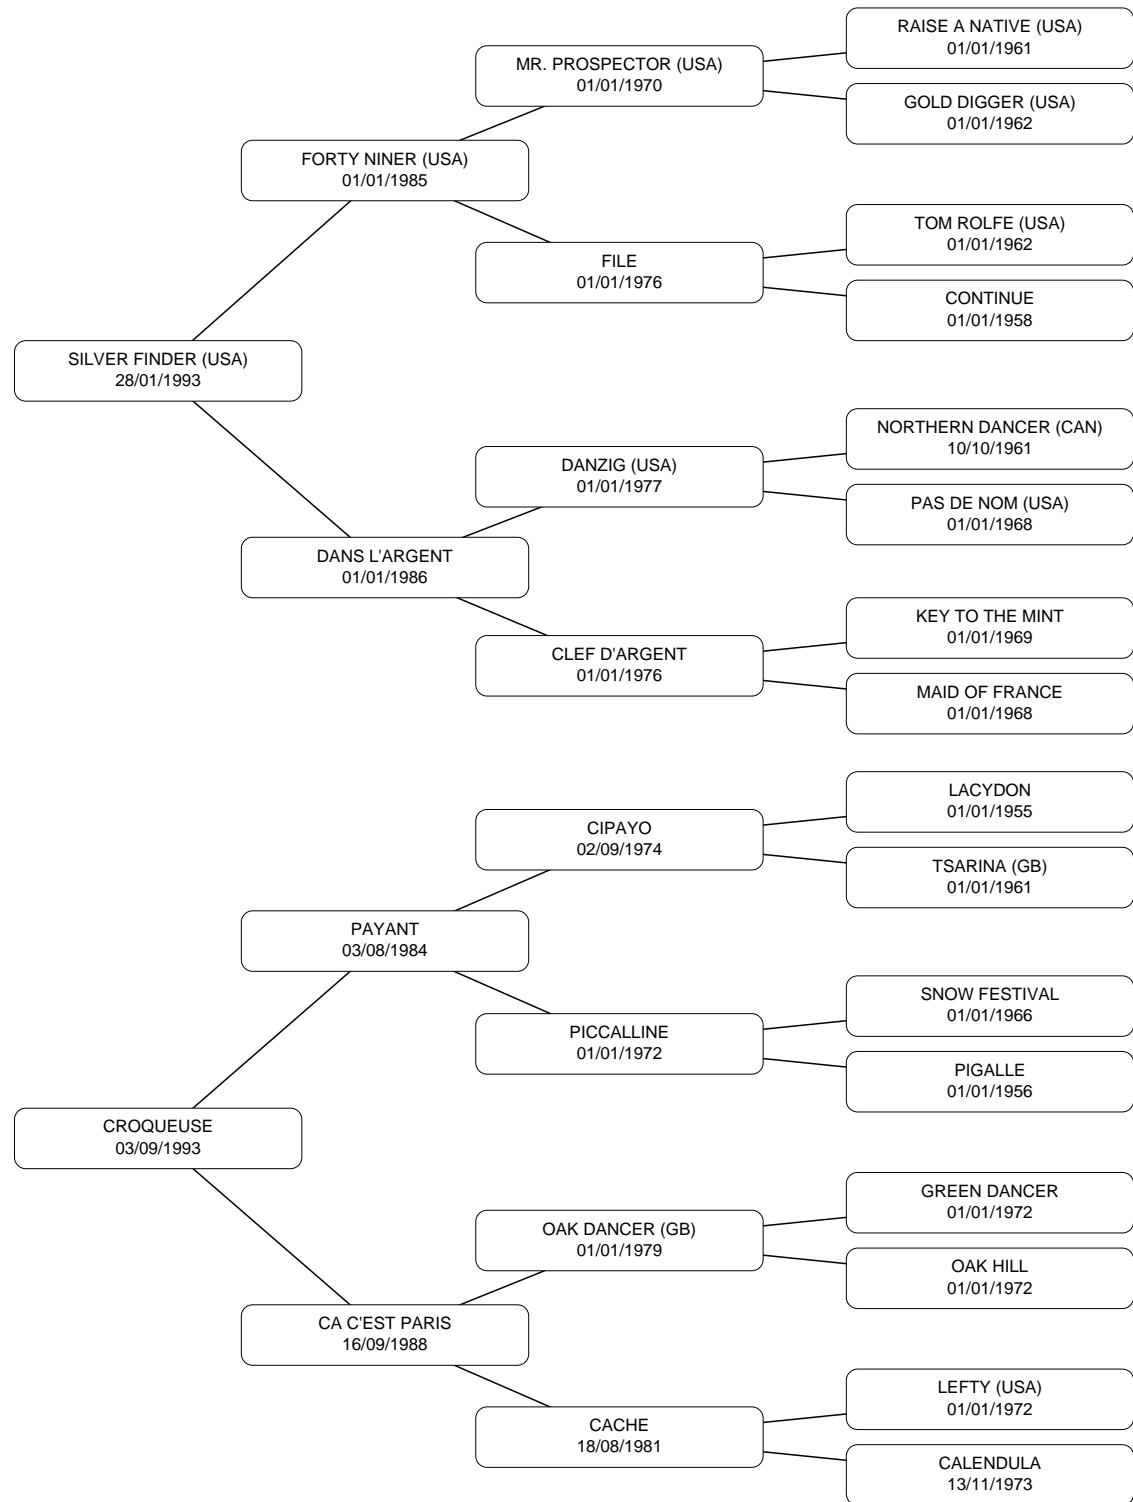 RAISE A NATIVE (USA)
01/01/1961
MR. PROSPECTOR (USA)
01/01/1970
GOLD DIGGER (USA)
01/01/1962
FORTY NINER (USA)
01/01/1985
TOM ROLFE (USA)
01/01/1962
FILE
01/01/1976
CONTINUE
01/01/1958
SILVER FINDER (USA)
28/01/1993
NORTHERN DANCER (CAN)
10/10/1961
DANZIG (USA)
01/01/1977
PAS DE NOM (USA)
01/01/1968
DANS L'ARGENT
01/01/1986
KEY TO THE MINT
01/01/1969
CLEF D'ARGENT
01/01/1976
MAID OF FRANCE
01/01/1968
LACYDON
01/01/1955
CIPAYO
02/09/1974
TSARINA (GB)
01/01/1961
PAYANT
03/08/1984
SNOW FESTIVAL
01/01/1966
PICCALLINE
01/01/1972
PIGALLE
01/01/1956
CROQUEUSE
03/09/1993
GREEN DANCER
01/01/1972
OAK DANCER (GB)
01/01/1979
OAK HILL
01/01/1972
CA C'EST PARIS
16/09/1988
LEFTY (USA)
01/01/1972
CACHE
18/08/1981
CALENDULA
13/11/1973